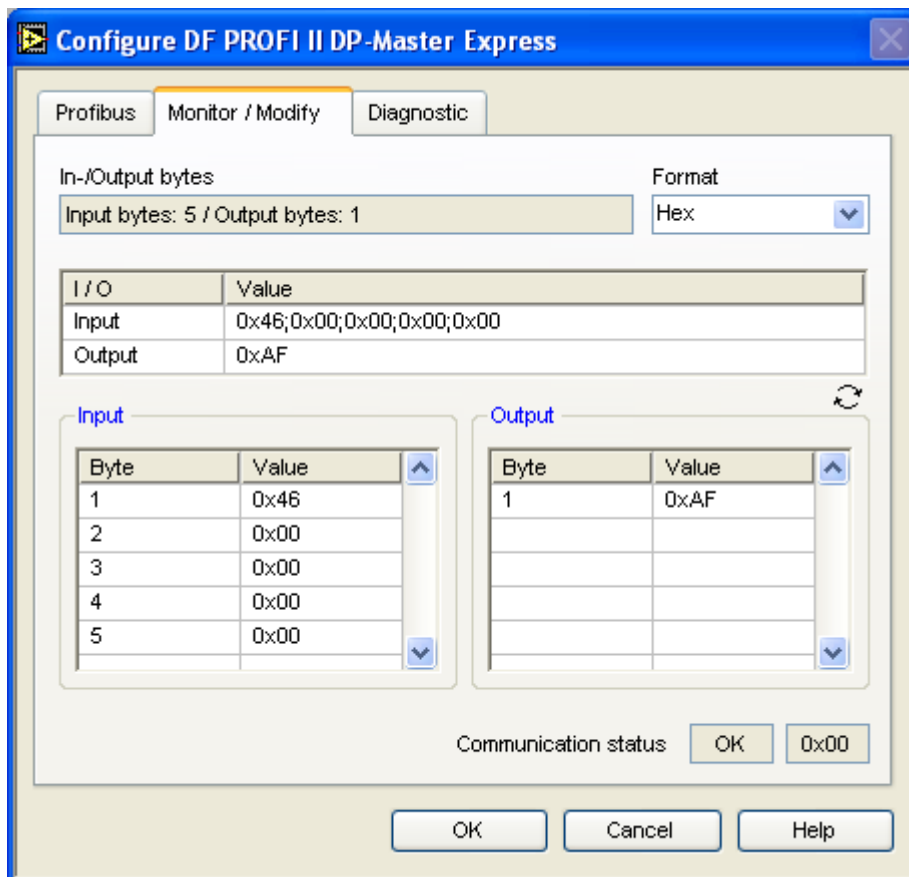 Configure DF PROFI II DP-Master Express
Profibus Monitor / Modify Diagnostic
In-/Output bytes Format
Input bytes: 5 / Output bytes: 1 Hex
I / O Value
Input 0x46;0x00;0x00;0x00;0x00
Output 0xAF
Input Output
Byte Value Byte Value
1 0x46 1 0xAF
2 0x00
3 0x00
4 0x00
5 0x00
Communication status OK 0x00
OK Cancel Help